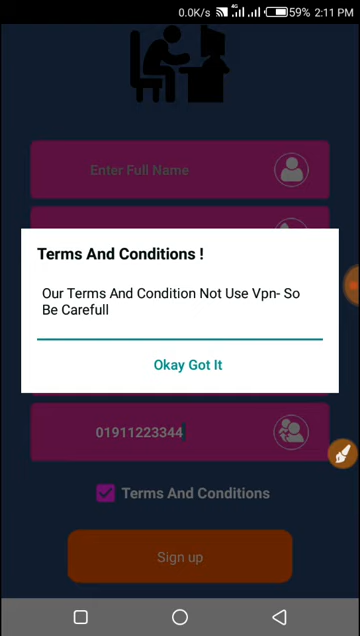 0.0K/s 4G 59% 2:11 PM
Enter Full Name
Terms And Conditions !
Our Terms And Condition Not Use Vpn- So
Be Carefull
Okay Got It
01911223344
Terms And Conditions
Sign up